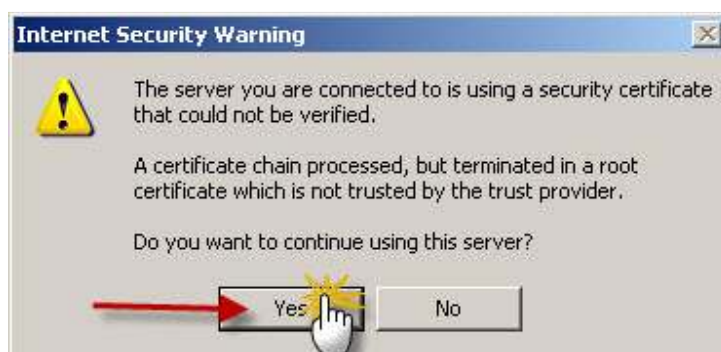 Internet Security Warning
The server you are connected to is using a security certificate
that could not be verified.
A certificate chain processed, but terminated in a root
certificate which is not trusted by the trust provider.
Do you want to continue using this server?
Yes No